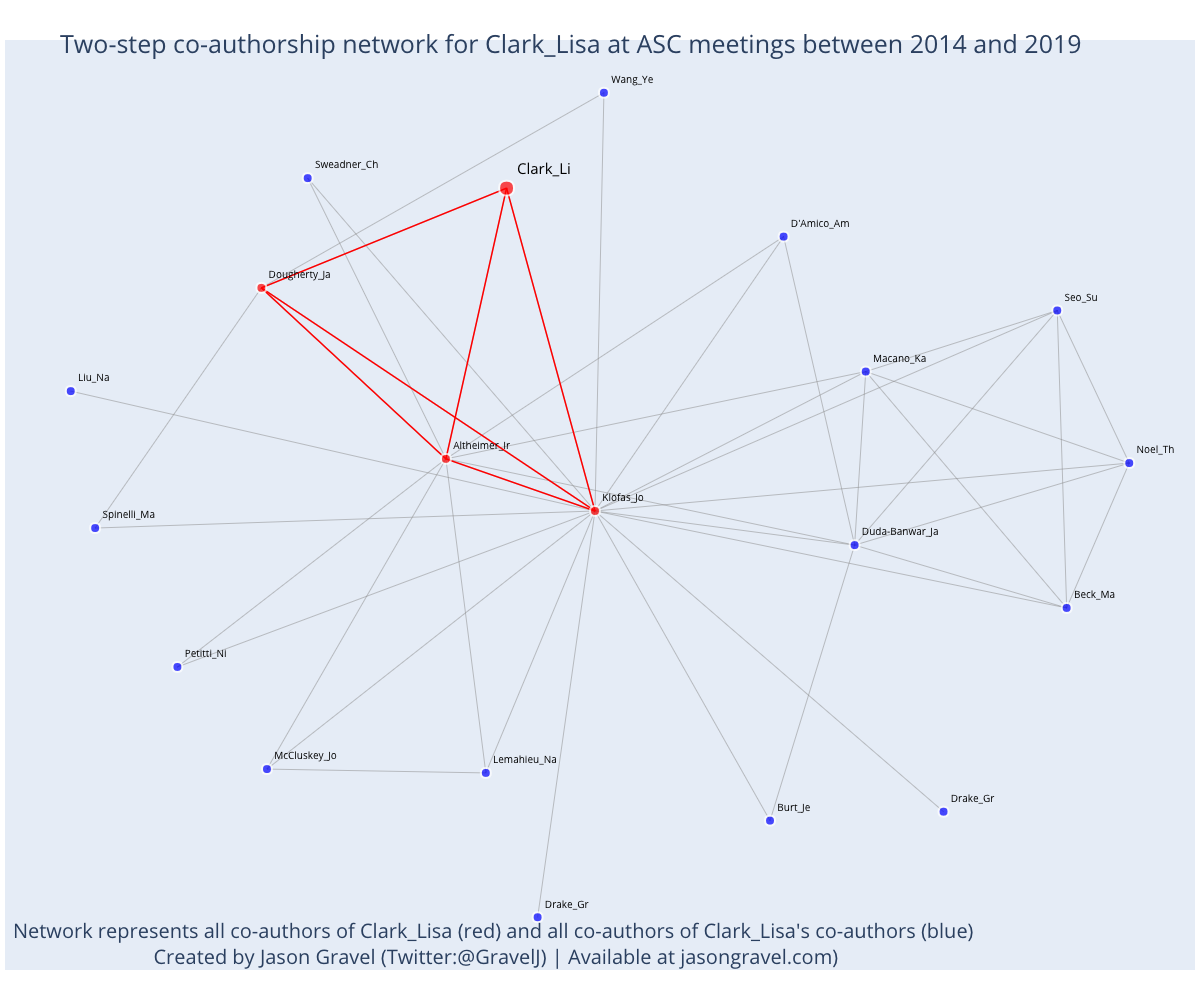 Two-step co-authorship network for Clark_Lisa at ASC meetings between 2014 and 2019
Wang_Ye
Sweadner_Ch
Clark_Li
D'Amico_Am
Dougherty_Ja
Seo_Su
Macano_Ka
Liu_Na
Altheimer_Ir
Noel_Th
Klofas_Jo
Spinelli_Ma
Duda-Banwar_Ja
Beck_Ma
Petitti_Ni
McCluskey_Jo
Lemahieu_Na
Burt_Je
Drake_Gr
Drake_Gr
Network represents all co-authors of Clark_Lisa (red) and all co-authors of Clark_Lisa's co-authors (blue)
Created by Jason Gravel (Twitter:@GravelJ) | Available at jasongravel.com)